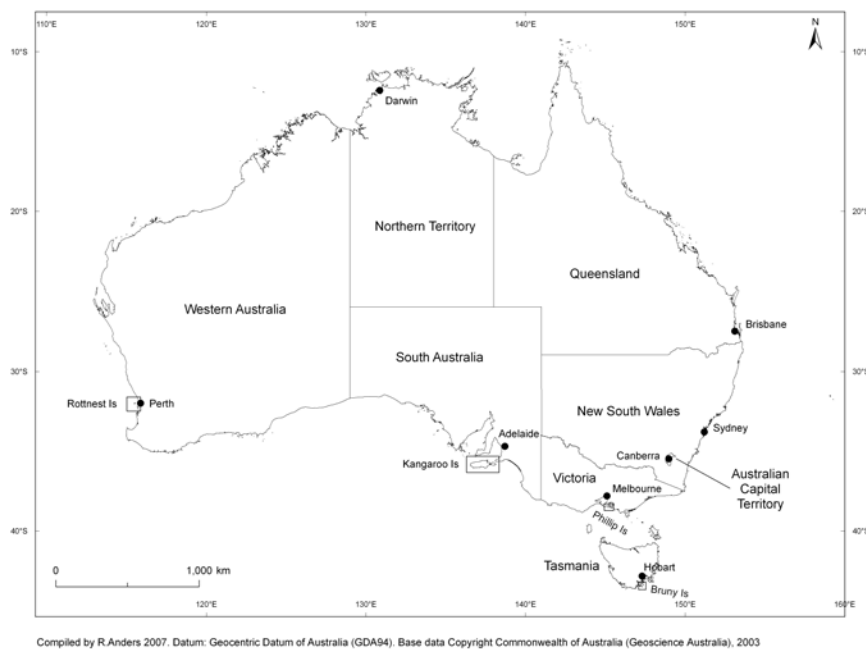 110°E
120°E
130°E
140°E
150°E
N
10°S
10°S
Darwin
20°S
20°S
Northern Territory
Queensland
Western Australia
Brisbane
South Australia
30°S
30°S
Rottnest Is
Perth
New South Wales
Sydney
Adelaide
Canberra
Kangaroo Is
Victoria
Australian
Capital
Territory
Melbourne
Phillip Is
40°S
40°S
Tasmania
Hobart
Bruny Is
0
1,000 km
120°E
130°E
140°E
150°E
160°E
Compiled by R.Anders 2007. Datum: Geocentric Datum of Australia (GDA94). Base data Copyright Commonwealth of Australia (Geoscience Australia), 2003